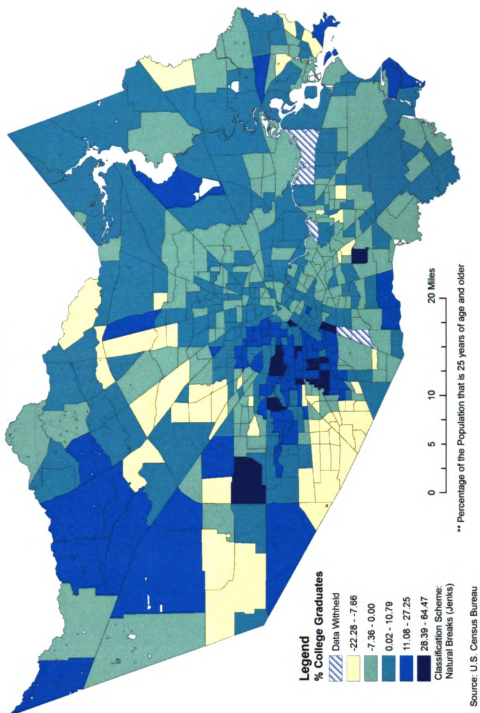 Legend
% College Graduates
Data Withheld
-22.28 - -7.66
-7.36 - 0.00
0.02 - 10.79
11.08 - 27.25
28.39 - 64.47
Classification Scheme:
Natural Breaks (Jenks)
Source: U.S. Census Bureau
0 5 10 20 Miles
** Percentage of the Population that is 25 years of age and older